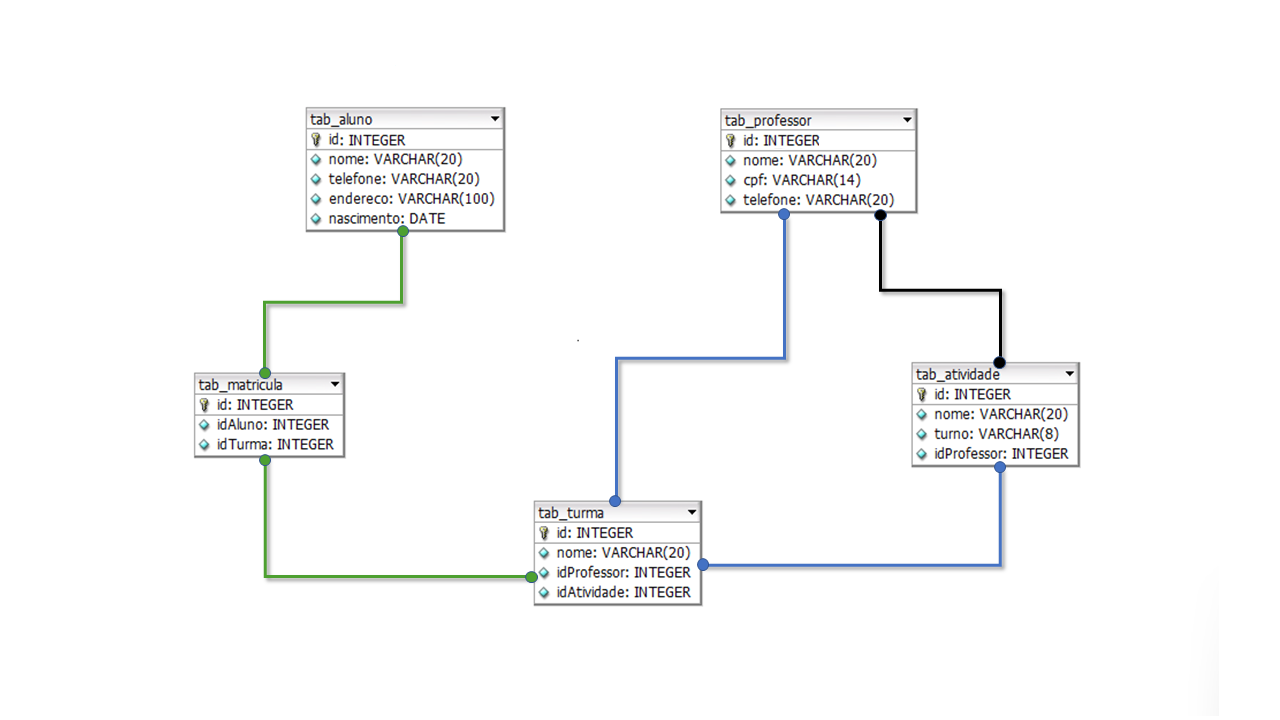 tab_aluno
id: INTEGER
nome: VARCHAR(20)
telefone: VARCHAR(20)
endereco: VARCHAR(100)
nascimento: DATE
tab_professor
id: INTEGER
nome: VARCHAR(20)
cpf: VARCHAR(14)
telefone: VARCHAR(20)
tab_matricula
id: INTEGER
idAluno: INTEGER
idTurma: INTEGER
tab_atividade
id: INTEGER
nome: VARCHAR(20)
turno: VARCHAR(8)
idProfessor: INTEGER
tab_turma
id: INTEGER
nome: VARCHAR(20)
idProfessor: INTEGER
idAtividade: INTEGER